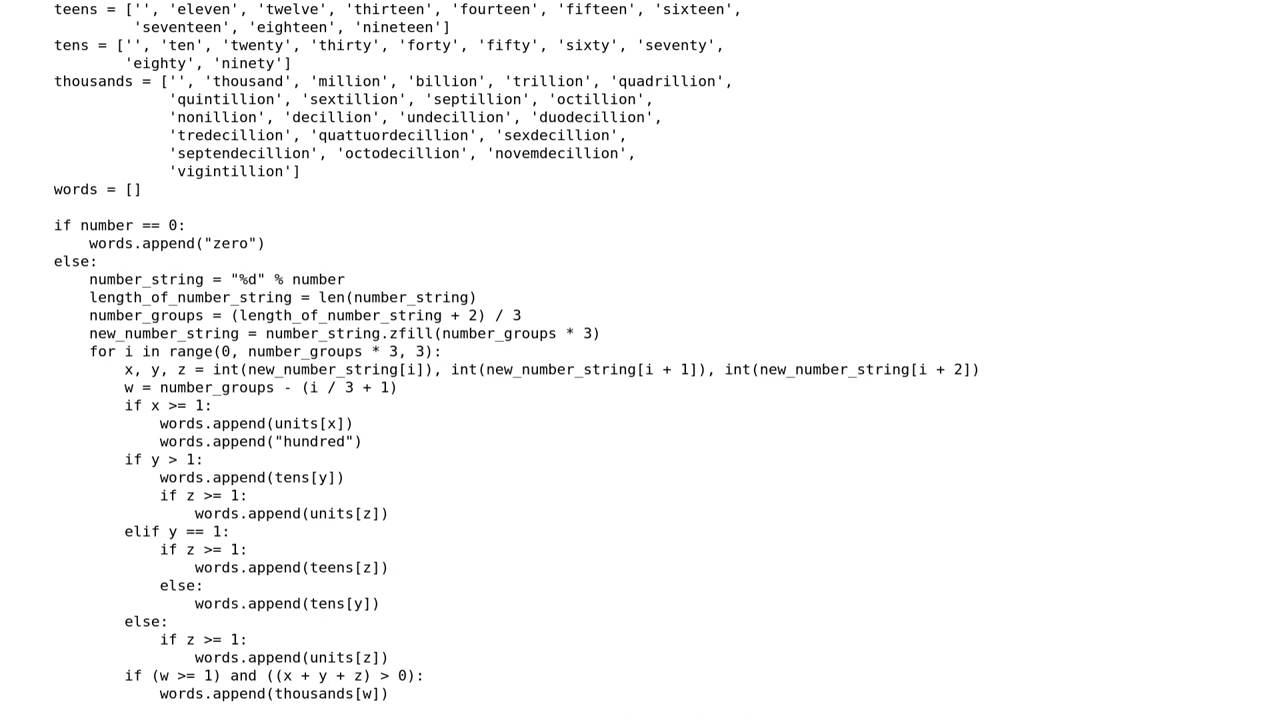 teens = ['', 'eleven', 'twelve', 'thirteen', 'fourteen', 'fifteen', 'sixteen',
         'seventeen', 'eighteen', 'nineteen']
tens = ['', 'ten', 'twenty', 'thirty', 'forty', 'fifty', 'sixty', 'seventy',
        'eighty', 'ninety']
thousands = ['', 'thousand', 'million', 'billion', 'trillion', 'quadrillion',
             'quintillion', 'sextillion', 'septillion', 'octillion',
             'nonillion', 'decillion', 'undecillion', 'duodecillion',
             'tredecillion', 'quattuordecillion', 'sexdecillion',
             'septendecillion', 'octodecillion', 'novemdecillion',
             'vigintillion']
words = []

if number == 0:
    words.append("zero")
else:
    number_string = "%d" % number
    length_of_number_string = len(number_string)
    number_groups = (length_of_number_string + 2) / 3
    new_number_string = number_string.zfill(number_groups * 3)
    for i in range(0, number_groups * 3, 3):
        x, y, z = int(new_number_string[i]), int(new_number_string[i + 1]), int(new_number_string[i + 2])
        w = number_groups - (i / 3 + 1)
        if x >= 1:
            words.append(units[x])
            words.append("hundred")
        if y > 1:
            words.append(tens[y])
            if z >= 1:
                words.append(units[z])
        elif y == 1:
            if z >= 1:
                words.append(teens[z])
            else:
                words.append(tens[y])
        else:
            if z >= 1:
                words.append(units[z])
        if (w >= 1) and ((x + y + z) > 0):
            words.append(thousands[w])